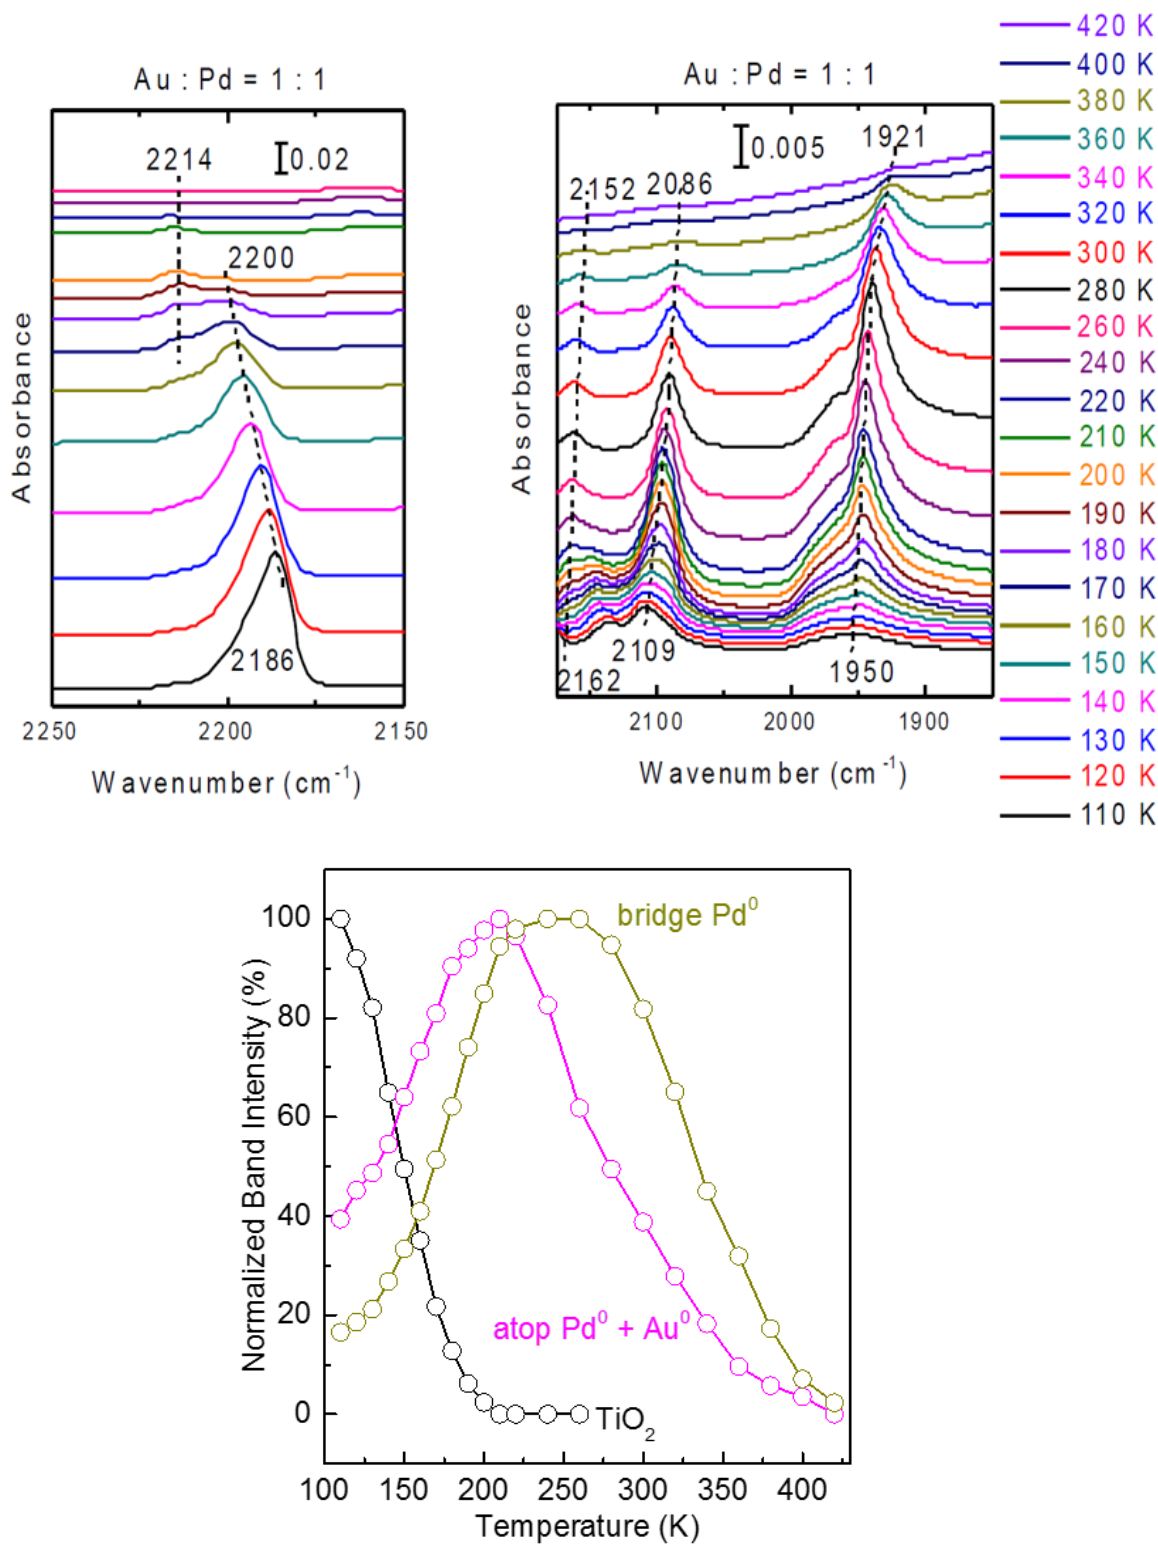 Au : Pd = 1 : 1
2214
0.02
2200
2186
Absorbance
2250
2200
2150
Wavenumber (cm⁻¹)
Au : Pd = 1 : 1
0.005
1921
2152
2086
2109
2162
1950
Absorbance
2100
2000
1900
Wavenumber (cm⁻¹)
420 K
400 K
380 K
360 K
340 K
320 K
300 K
280 K
260 K
240 K
220 K
210 K
200 K
190 K
180 K
170 K
160 K
150 K
140 K
130 K
120 K
110 K
Normalized Band Intensity (%)
100
80
60
40
20
0
bridge Pd⁰
atop Pd⁰ + Au⁰
TiO₂
100
150
200
250
300
350
400
Temperature (K)